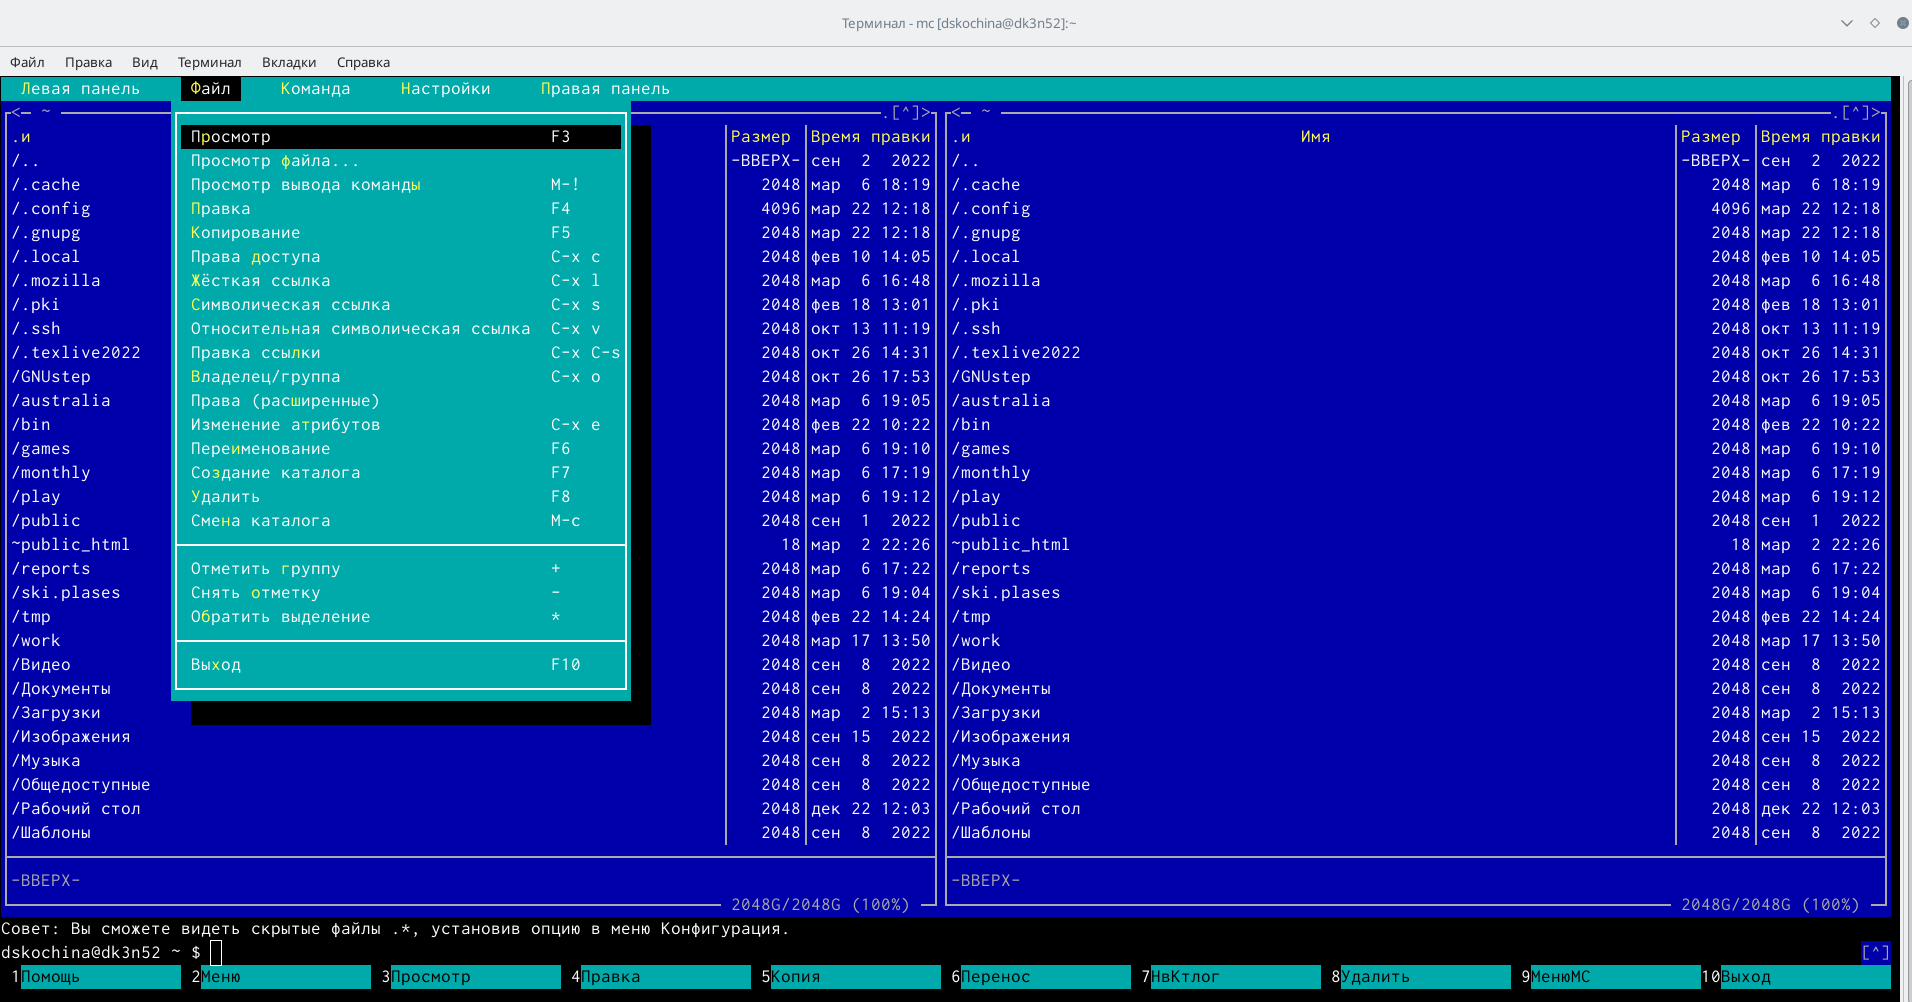 Терминал - mc [dskochina@dk3n52]:~
Файл Правка Вид Терминал Вкладки Справка
Левая панель Файл Команда Настройки Правая панель
<- ~ .[^]> <- ~ .[^]>
.и Просмотр F3 Размер Время правки .и Имя Размер Время правки
/.. Просмотр файла... -ВВЕРХ- сен 2 2022 /.. -ВВЕРХ- сен 2 2022
/.cache Просмотр вывода команды M-! 2048 мар 6 18:19 /.cache 2048 мар 6 18:19
/.config Правка F4 4096 мар 22 12:18 /.config 4096 мар 22 12:18
/.gnupg Копирование F5 2048 мар 22 12:18 /.gnupg 2048 мар 22 12:18
/.local Права доступа C-x c 2048 фев 10 14:05 /.local 2048 фев 10 14:05
/.mozilla Жёсткая ссылка C-x l 2048 мар 6 16:48 /.mozilla 2048 мар 6 16:48
/.pki Символическая ссылка C-x s 2048 фев 18 13:01 /.pki 2048 фев 18 13:01
/.ssh Относительная символическая ссылка C-x v 2048 окт 13 11:19 /.ssh 2048 окт 13 11:19
/.texlive2022 Правка ссылки C-x C-s 2048 окт 26 14:31 /.texlive2022 2048 окт 26 14:31
/GNUstep Владелец/группа C-x o 2048 окт 26 17:53 /GNUstep 2048 окт 26 17:53
/australia Права (расширенные) 2048 мар 6 19:05 /australia 2048 мар 6 19:05
/bin Изменение атрибутов C-x e 2048 фев 22 10:22 /bin 2048 фев 22 10:22
/games Переименование F6 2048 мар 6 19:10 /games 2048 мар 6 19:10
/monthly Создание каталога F7 2048 мар 6 17:19 /monthly 2048 мар 6 17:19
/play Удалить F8 2048 мар 6 19:12 /play 2048 мар 6 19:12
/public Смена каталога M-c 2048 сен 1 2022 /public 2048 сен 1 2022
~public_html 18 мар 2 22:26 ~public_html 18 мар 2 22:26
/reports Отметить группу + 2048 мар 6 17:22 /reports 2048 мар 6 17:22
/ski.plases Снять отметку - 2048 мар 6 19:04 /ski.plases 2048 мар 6 19:04
/tmp Обратить выделение * 2048 фев 22 14:24 /tmp 2048 фев 22 14:24
/work 2048 мар 17 13:50 /work 2048 мар 17 13:50
/Видео Выход F10 2048 сен 8 2022 /Видео 2048 сен 8 2022
/Документы 2048 сен 8 2022 /Документы 2048 сен 8 2022
/Загрузки 2048 мар 2 15:13 /Загрузки 2048 мар 2 15:13
/Изображения 2048 сен 15 2022 /Изображения 2048 сен 15 2022
/Музыка 2048 сен 8 2022 /Музыка 2048 сен 8 2022
/Общедоступные 2048 сен 8 2022 /Общедоступные 2048 сен 8 2022
/Рабочий стол 2048 дек 22 12:03 /Рабочий стол 2048 дек 22 12:03
/Шаблоны 2048 сен 8 2022 /Шаблоны 2048 сен 8 2022
-ВВЕРХ- -ВВЕРХ-
2048G/2048G (100%) 2048G/2048G (100%)
Совет: Вы сможете видеть скрытые файлы .*, установив опцию в меню Конфигурация.
dskochina@dk3n52 ~ $ [^]
1Помощь 2Меню 3Просмотр 4Правка 5Копия 6Перенос 7НвКтлог 8Удалить 9МенюМС 10Выход